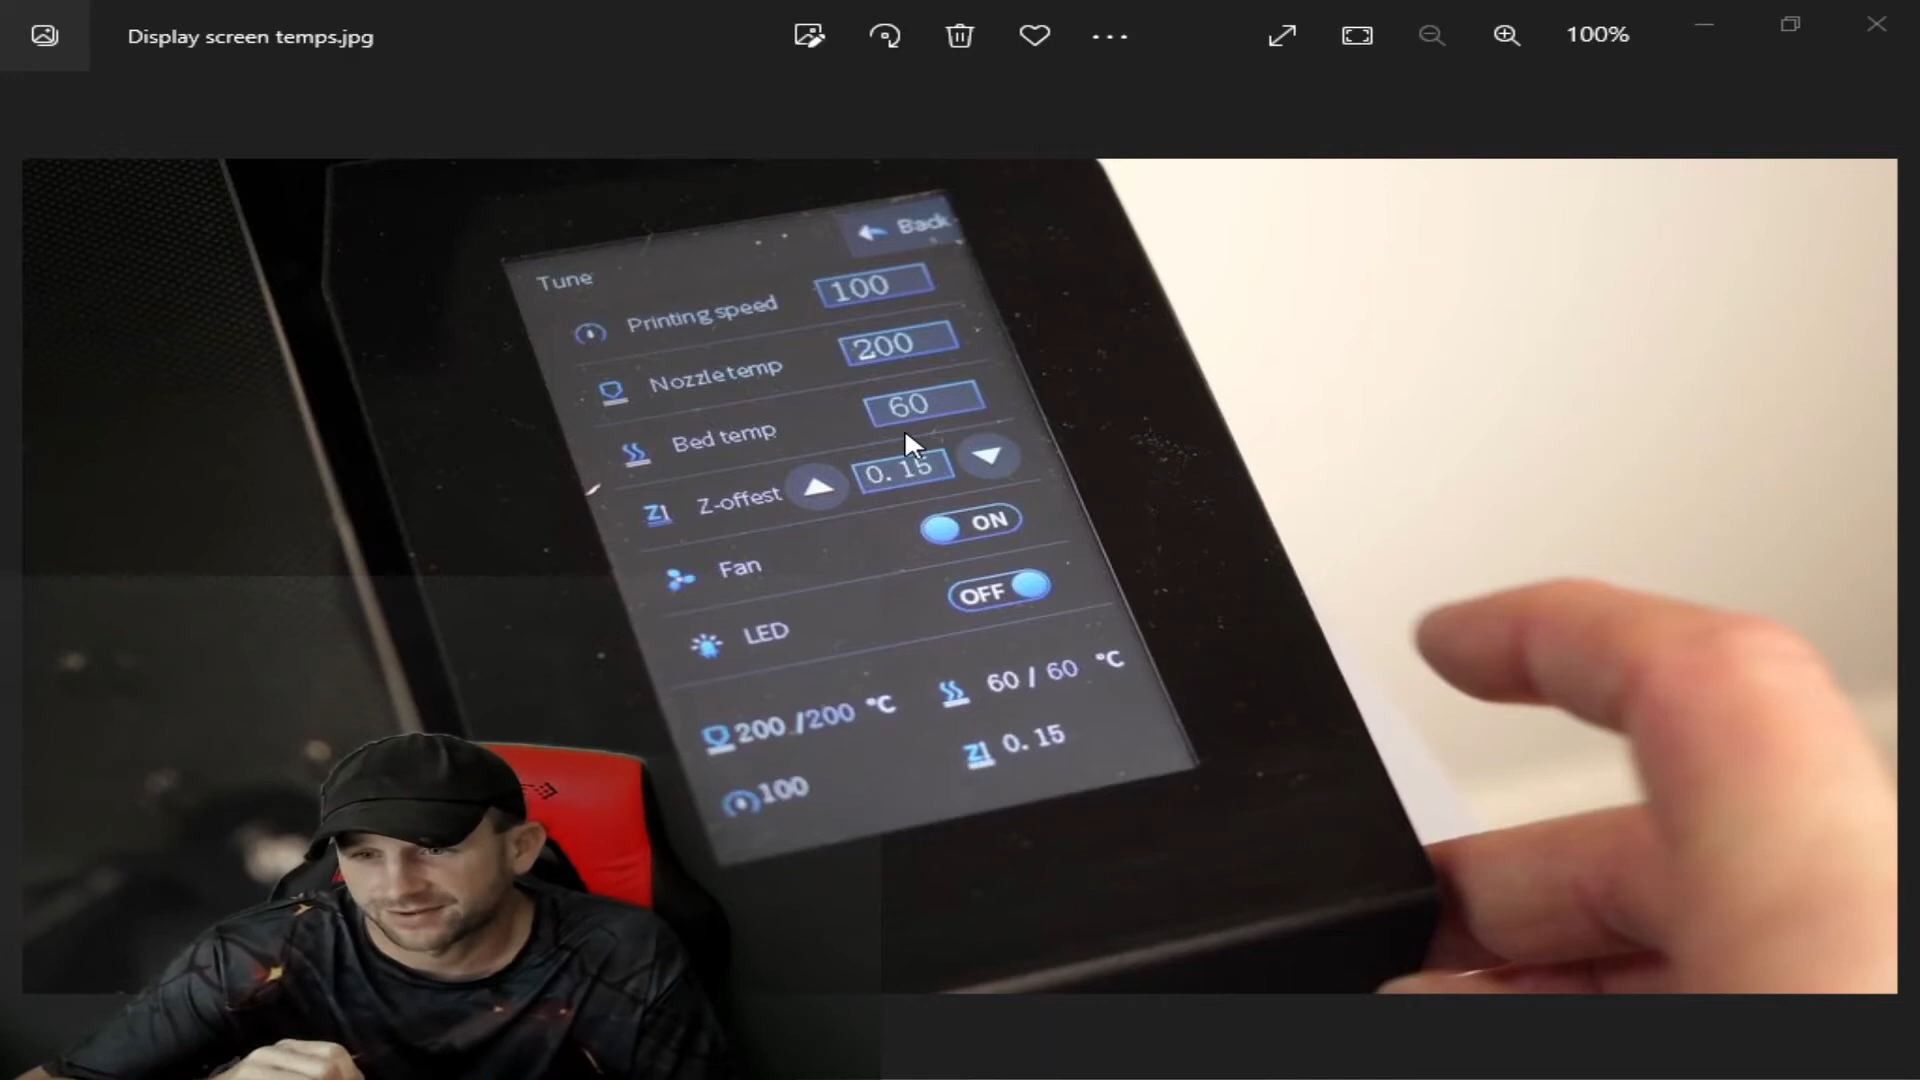 Display screen temps.jpg
100%
Back
Tune
Printing speed 100
Nozzle temp 200
Bed temp 60
Z-offest 0.15
Fan ON
LED OFF
200 /200 °C 60 / 60 °C
100 0.15